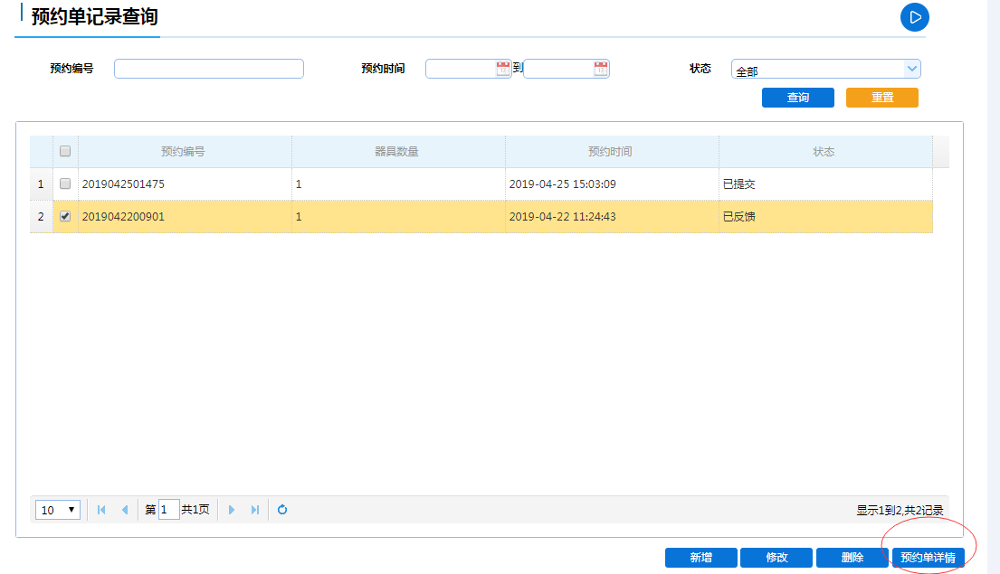 预约单记录查询
预约编号 预约时间 到 状态 全部
查询 重置
预约编号 器具数量 预约时间 状态
1 2019042501475 1 2019-04-25 15:03:09 已提交
2 2019042200901 1 2019-04-22 11:24:43 已反馈
10 第 1 共1页 显示1到2,共2记录
新增 修改 删除 预约单详情